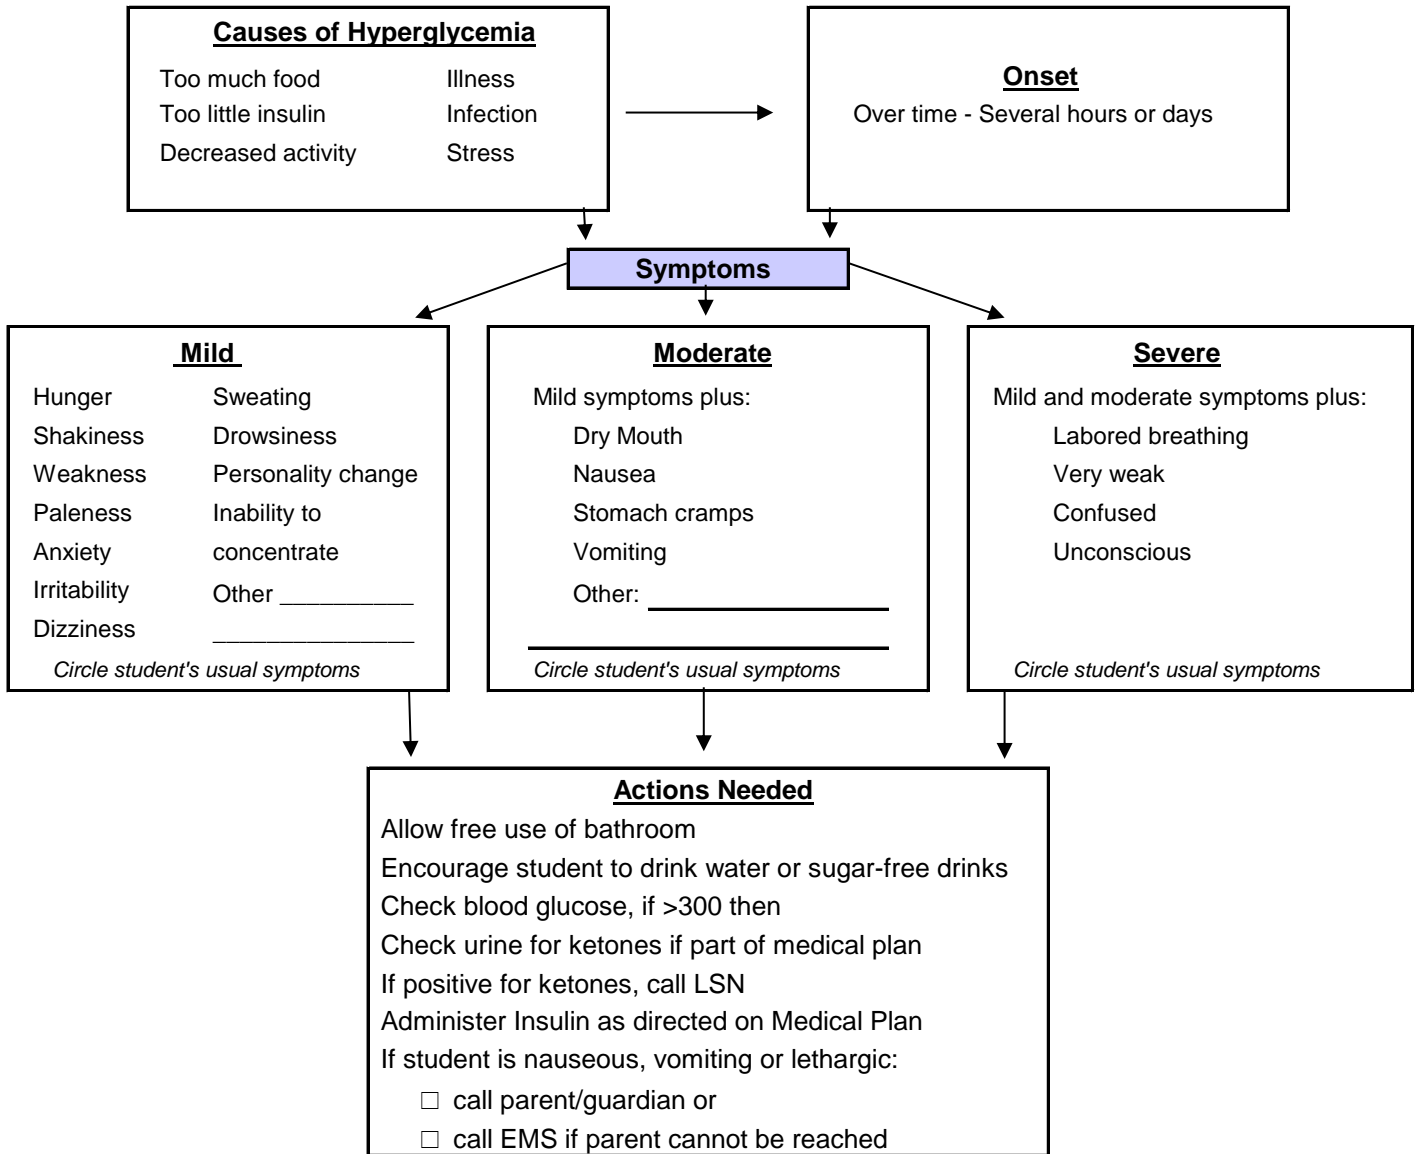 Causes of Hyperglycemia
Too much food Illness
Too little insulin Infection
Decreased activity Stress
Onset
Over time - Several hours or days
Symptoms
Mild
Hunger Sweating
Shakiness Drowsiness
Weakness Personality change
Paleness Inability to
Anxiety concentrate
Irritability Other __________
Dizziness _______________
Circle student's usual symptoms
Moderate
Mild symptoms plus:
Dry Mouth
Nausea
Stomach cramps
Vomiting
Other:
Circle student's usual symptoms
Severe
Mild and moderate symptoms plus:
Labored breathing
Very weak
Confused
Unconscious
Circle student's usual symptoms
Actions Needed
Allow free use of bathroom
Encourage student to drink water or sugar-free drinks
Check blood glucose, if >300 then
Check urine for ketones if part of medical plan
If positive for ketones, call LSN
Administer Insulin as directed on Medical Plan
If student is nauseous, vomiting or lethargic:
□ call parent/guardian or
□ call EMS if parent cannot be reached